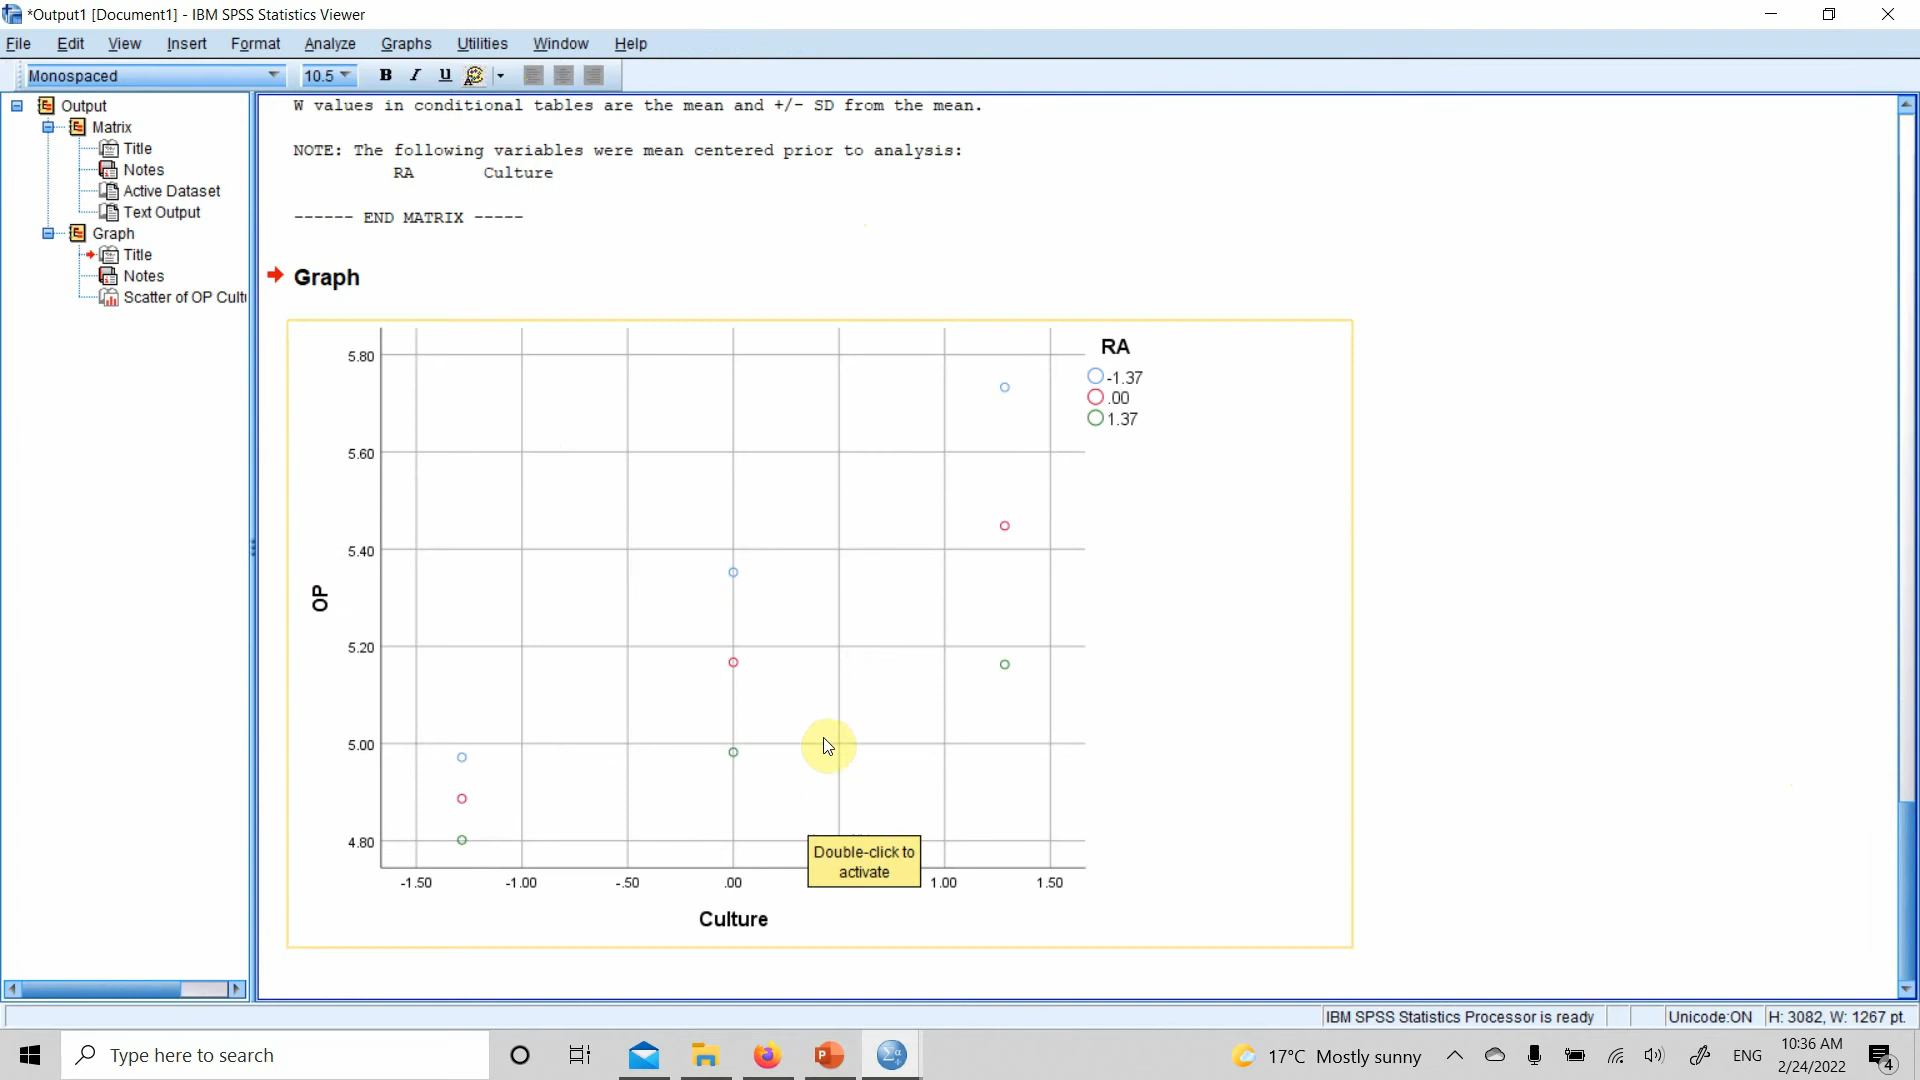 *Output1 [Document1] - IBM SPSS Statistics Viewer
File Edit View Insert Format Analyze Graphs Utilities Window Help
Monospaced 10.5 B I U
Output
Matrix
Title
Notes
Active Dataset
Text Output
Graph
Title
Notes
Scatter of OP Cult
W values in conditional tables are the mean and +/- SD from the mean.
NOTE: The following variables were mean centered prior to analysis:
RA Culture
------ END MATRIX -----
Graph
RA
-1.37
.00
1.37
5.80
5.60
5.40
5.20
5.00
4.80
OP
-1.50 -1.00 -.50 .00 1.00 1.50
Culture
Double-click to
activate
IBM SPSS Statistics Processor is ready Unicode:ON H: 3082, W: 1267 pt.
Type here to search
17°C Mostly sunny ENG
10:36 AM
2/24/2022
4